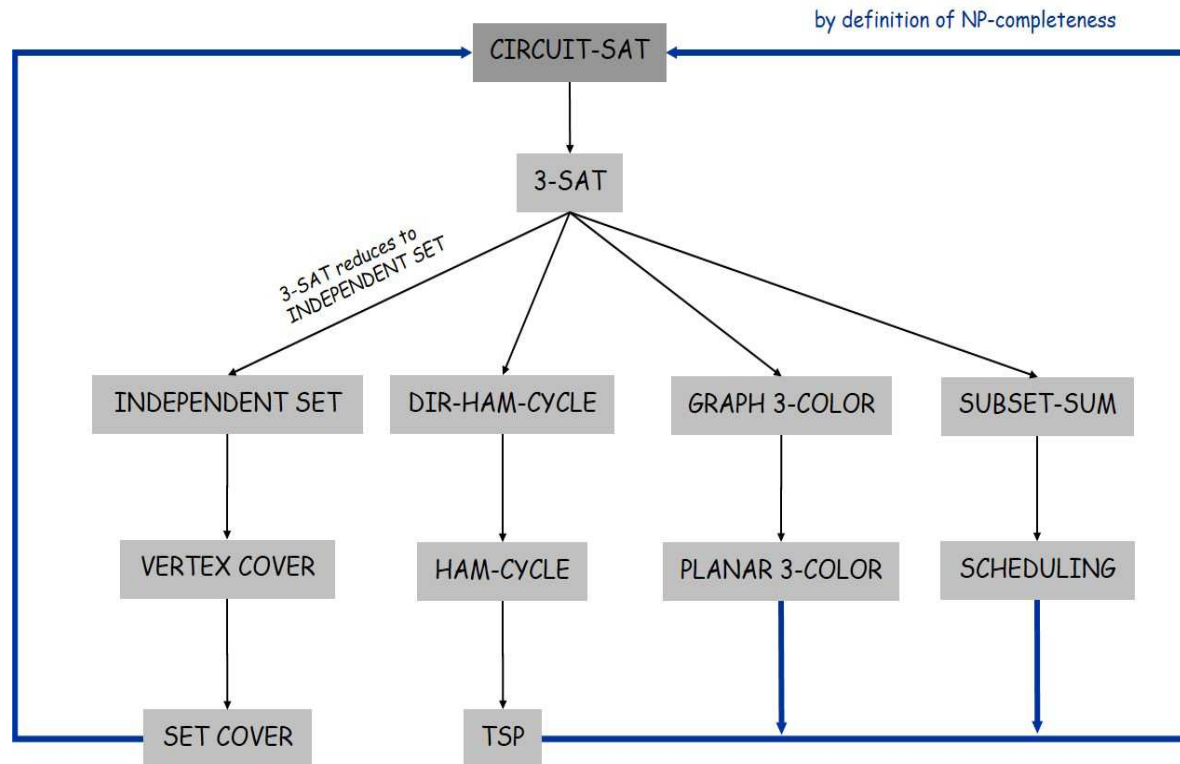 by definition of NP-completeness
CIRCUIT-SAT
3-SAT
3-SAT reduces to
INDEPENDENT SET
INDEPENDENT SET
DIR-HAM-CYCLE
GRAPH 3-COLOR
SUBSET-SUM
VERTEX COVER
HAM-CYCLE
PLANAR 3-COLOR
SCHEDULING
SET COVER
TSP